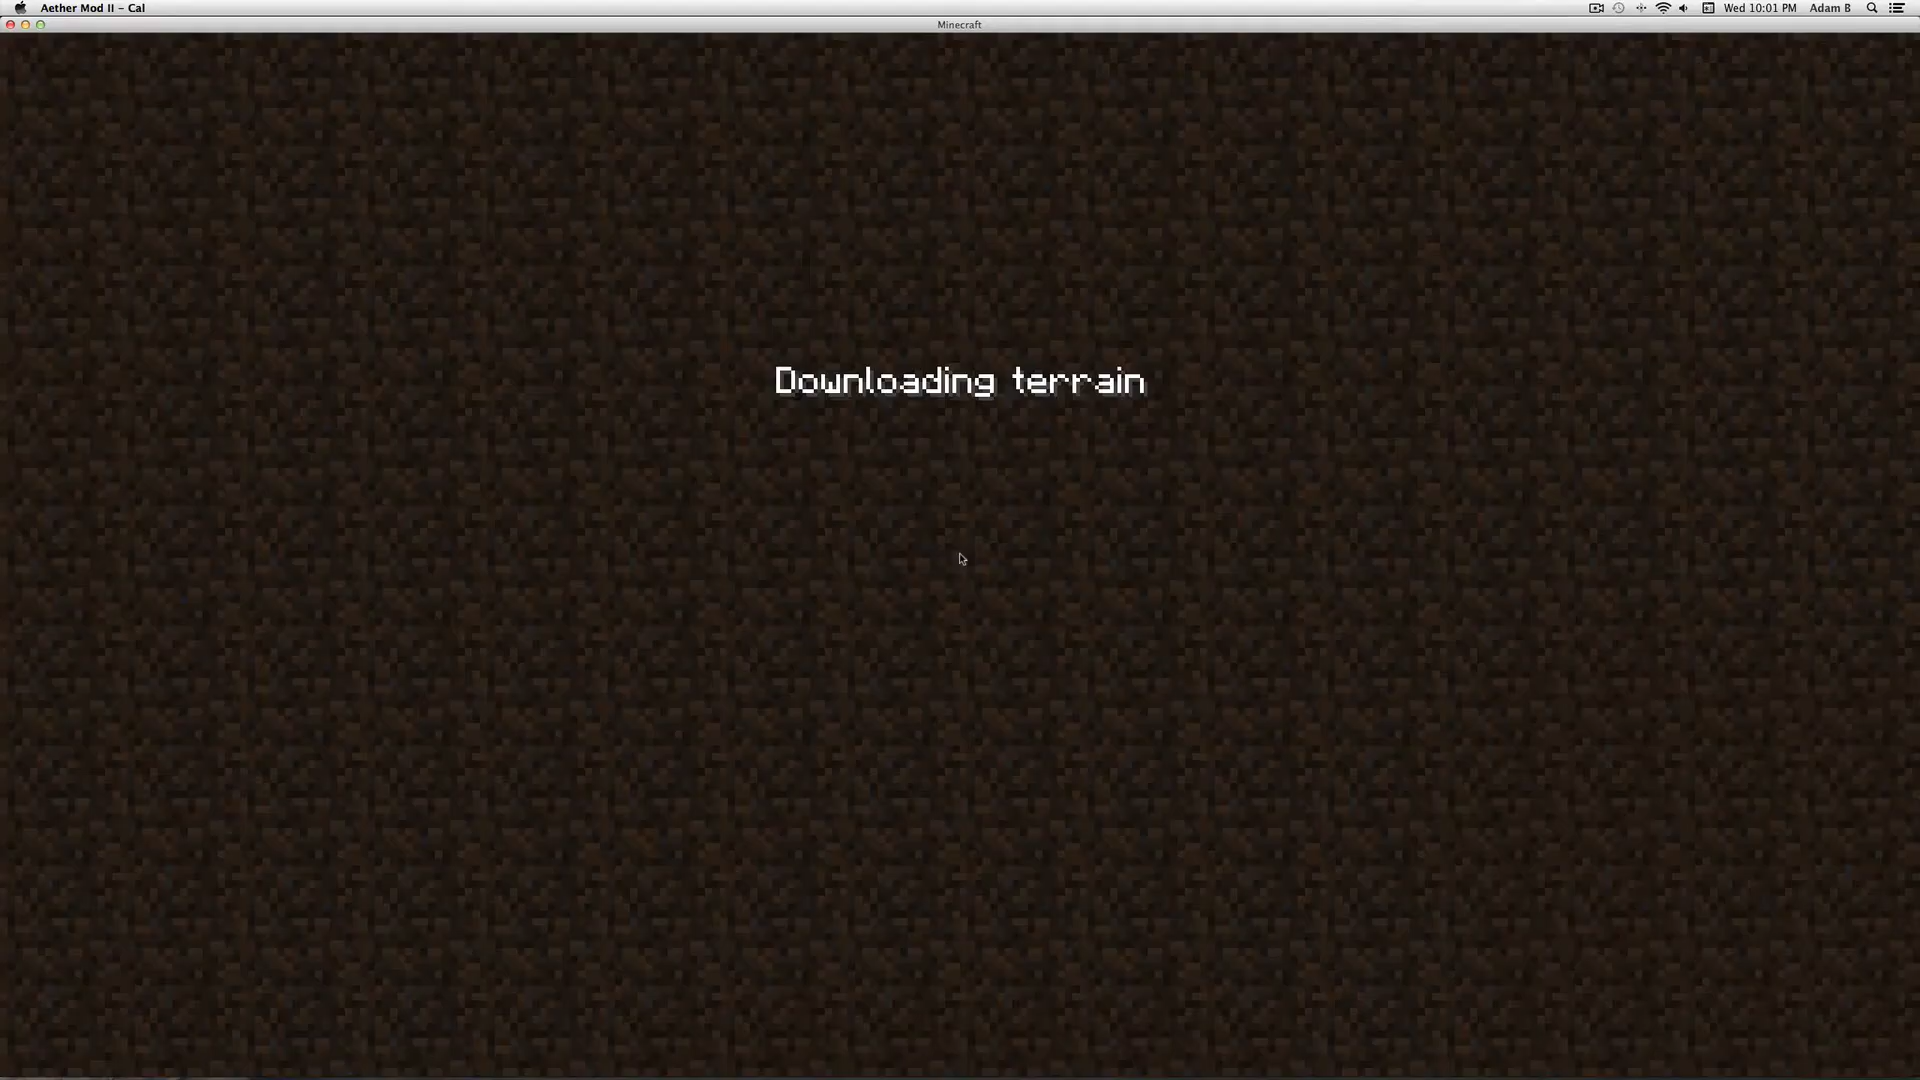 Aether Mod II - Cal
Wed 10:01 PM
Adam B
Minecraft
Downloading terrain